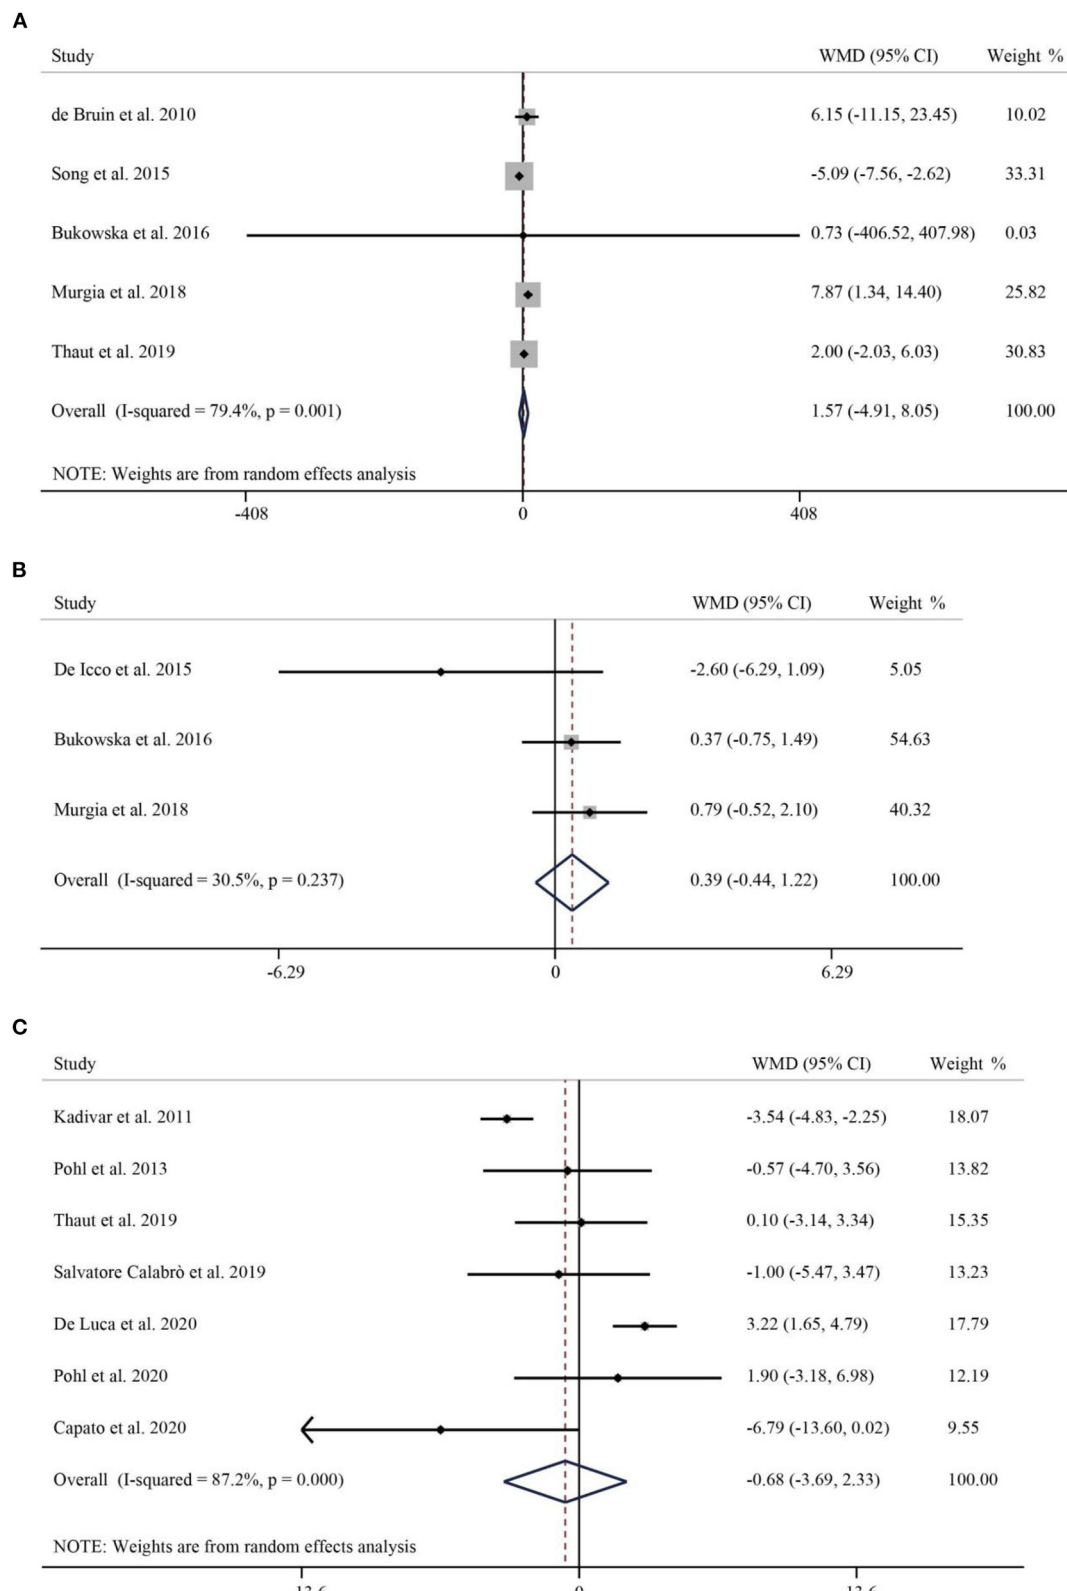 A
Study WMD (95% CI) Weight %
de Bruin et al. 2010 6.15 (-11.15, 23.45) 10.02
Song et al. 2015 -5.09 (-7.56, -2.62) 33.31
Bukowska et al. 2016 0.73 (-406.52, 407.98) 0.03
Murgia et al. 2018 7.87 (1.34, 14.40) 25.82
Thaut et al. 2019 2.00 (-2.03, 6.03) 30.83
Overall (I-squared = 79.4%, p = 0.001) 1.57 (-4.91, 8.05) 100.00
NOTE: Weights are from random effects analysis
-408 0 408
B
Study WMD (95% CI) Weight %
De Icco et al. 2015 -2.60 (-6.29, 1.09) 5.05
Bukowska et al. 2016 0.37 (-0.75, 1.49) 54.63
Murgia et al. 2018 0.79 (-0.52, 2.10) 40.32
Overall (I-squared = 30.5%, p = 0.237) 0.39 (-0.44, 1.22) 100.00
-6.29 0 6.29
C
Study WMD (95% CI) Weight %
Kadivar et al. 2011 -3.54 (-4.83, -2.25) 18.07
Pohl et al. 2013 -0.57 (-4.70, 3.56) 13.82
Thaut et al. 2019 0.10 (-3.14, 3.34) 15.35
Salvatore Calabrò et al. 2019 -1.00 (-5.47, 3.47) 13.23
De Luca et al. 2020 3.22 (1.65, 4.79) 17.79
Pohl et al. 2020 1.90 (-3.18, 6.98) 12.19
Capato et al. 2020 -6.79 (-13.60, 0.02) 9.55
Overall (I-squared = 87.2%, p = 0.000) -0.68 (-3.69, 2.33) 100.00
NOTE: Weights are from random effects analysis